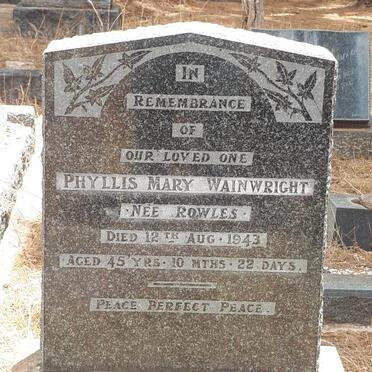 IN
REMEMBRANCE
OF
OUR LOVED ONE
PHYLLIS MARY WAINWRIGHT
·NÉE ROWLES·
DIED 12TH AUG·1943
AGED 45 YRS·10 MTHS·22 DAYS.
PEACE PERFECT PEACE.